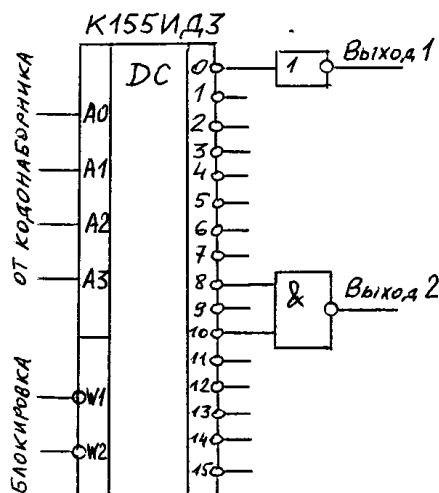 К155ИД3
DC
ОТ КОДОНАБОРНИКА
A0
A1
A2
A3
БЛОКИРОВКА
W1
W2
0
1
2
3
4
5
6
7
8
9
10
11
12
13
14
15
1
Выход 1
&
Выход 2